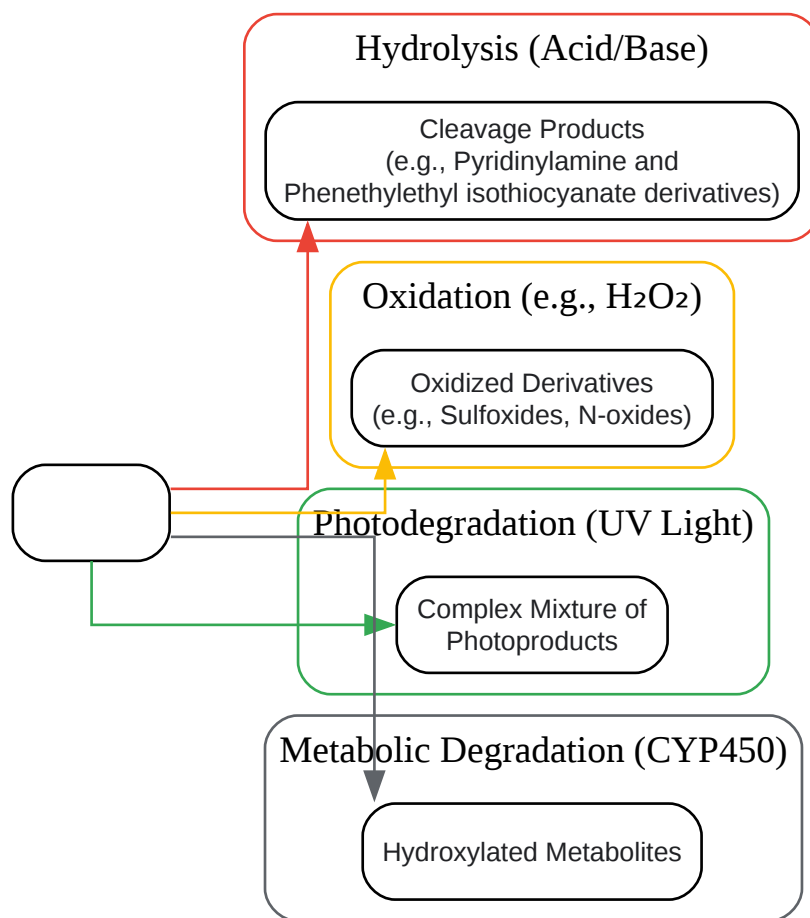 Hydrolysis (Acid/Base)
Cleavage Products
(e.g., Pyridinylamine and
Phenethylethyl isothiocyanate derivatives)
Oxidation (e.g., H₂O₂)
Oxidized Derivatives
(e.g., Sulfoxides, N-oxides)
Photodegradation (UV Light)
Complex Mixture of
Photoproducts
Metabolic Degradation (CYP450)
Hydroxylated Metabolites